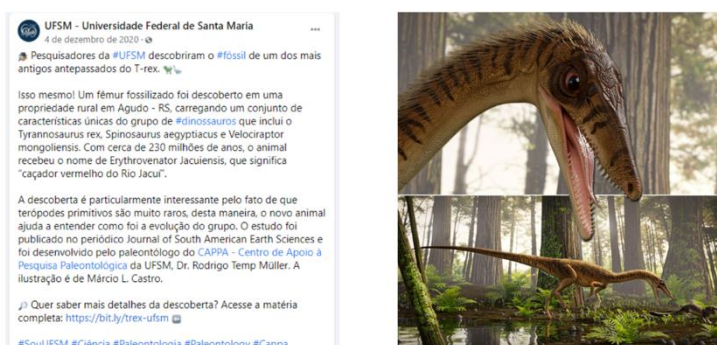 UFSM - Universidade Federal de Santa Maria
4 de dezembro de 2020 ·
Pesquisadores da #UFSM descobriram o #fóssil de um dos mais
antigos antepassados do T-rex.
Isso mesmo! Um fêmur fossilizado foi descoberto em uma
propriedade rural em Agudo - RS, carregando um conjunto de
características únicas do grupo de #dinossauros que inclui o
Tyrannosaurus rex, Spinosaurus aegyptiacus e Velociraptor
mongoliensis. Com cerca de 230 milhões de anos, o animal
recebeu o nome de Erythrovenator Jacuiensis, que significa
“caçador vermelho do Rio Jacuí”.
A descoberta é particularmente interessante pelo fato de que
terópodes primitivos são muito raros, desta maneira, o novo animal
ajuda a entender como foi a evolução do grupo. O estudo foi
publicado no periódico Journal of South American Earth Sciences e
foi desenvolvido pelo paleontólogo do CAPPA - Centro de Apoio à
Pesquisa Paleontológica da UFSM, Dr. Rodrigo Temp Müller. A
ilustração é de Márcio L. Castro.
Quer saber mais detalhes da descoberta? Acesse a matéria
completa: https://bit.ly/trex-ufsm
#SouUFSM #Ciência #Paleontologia #Paleontology #Cappa